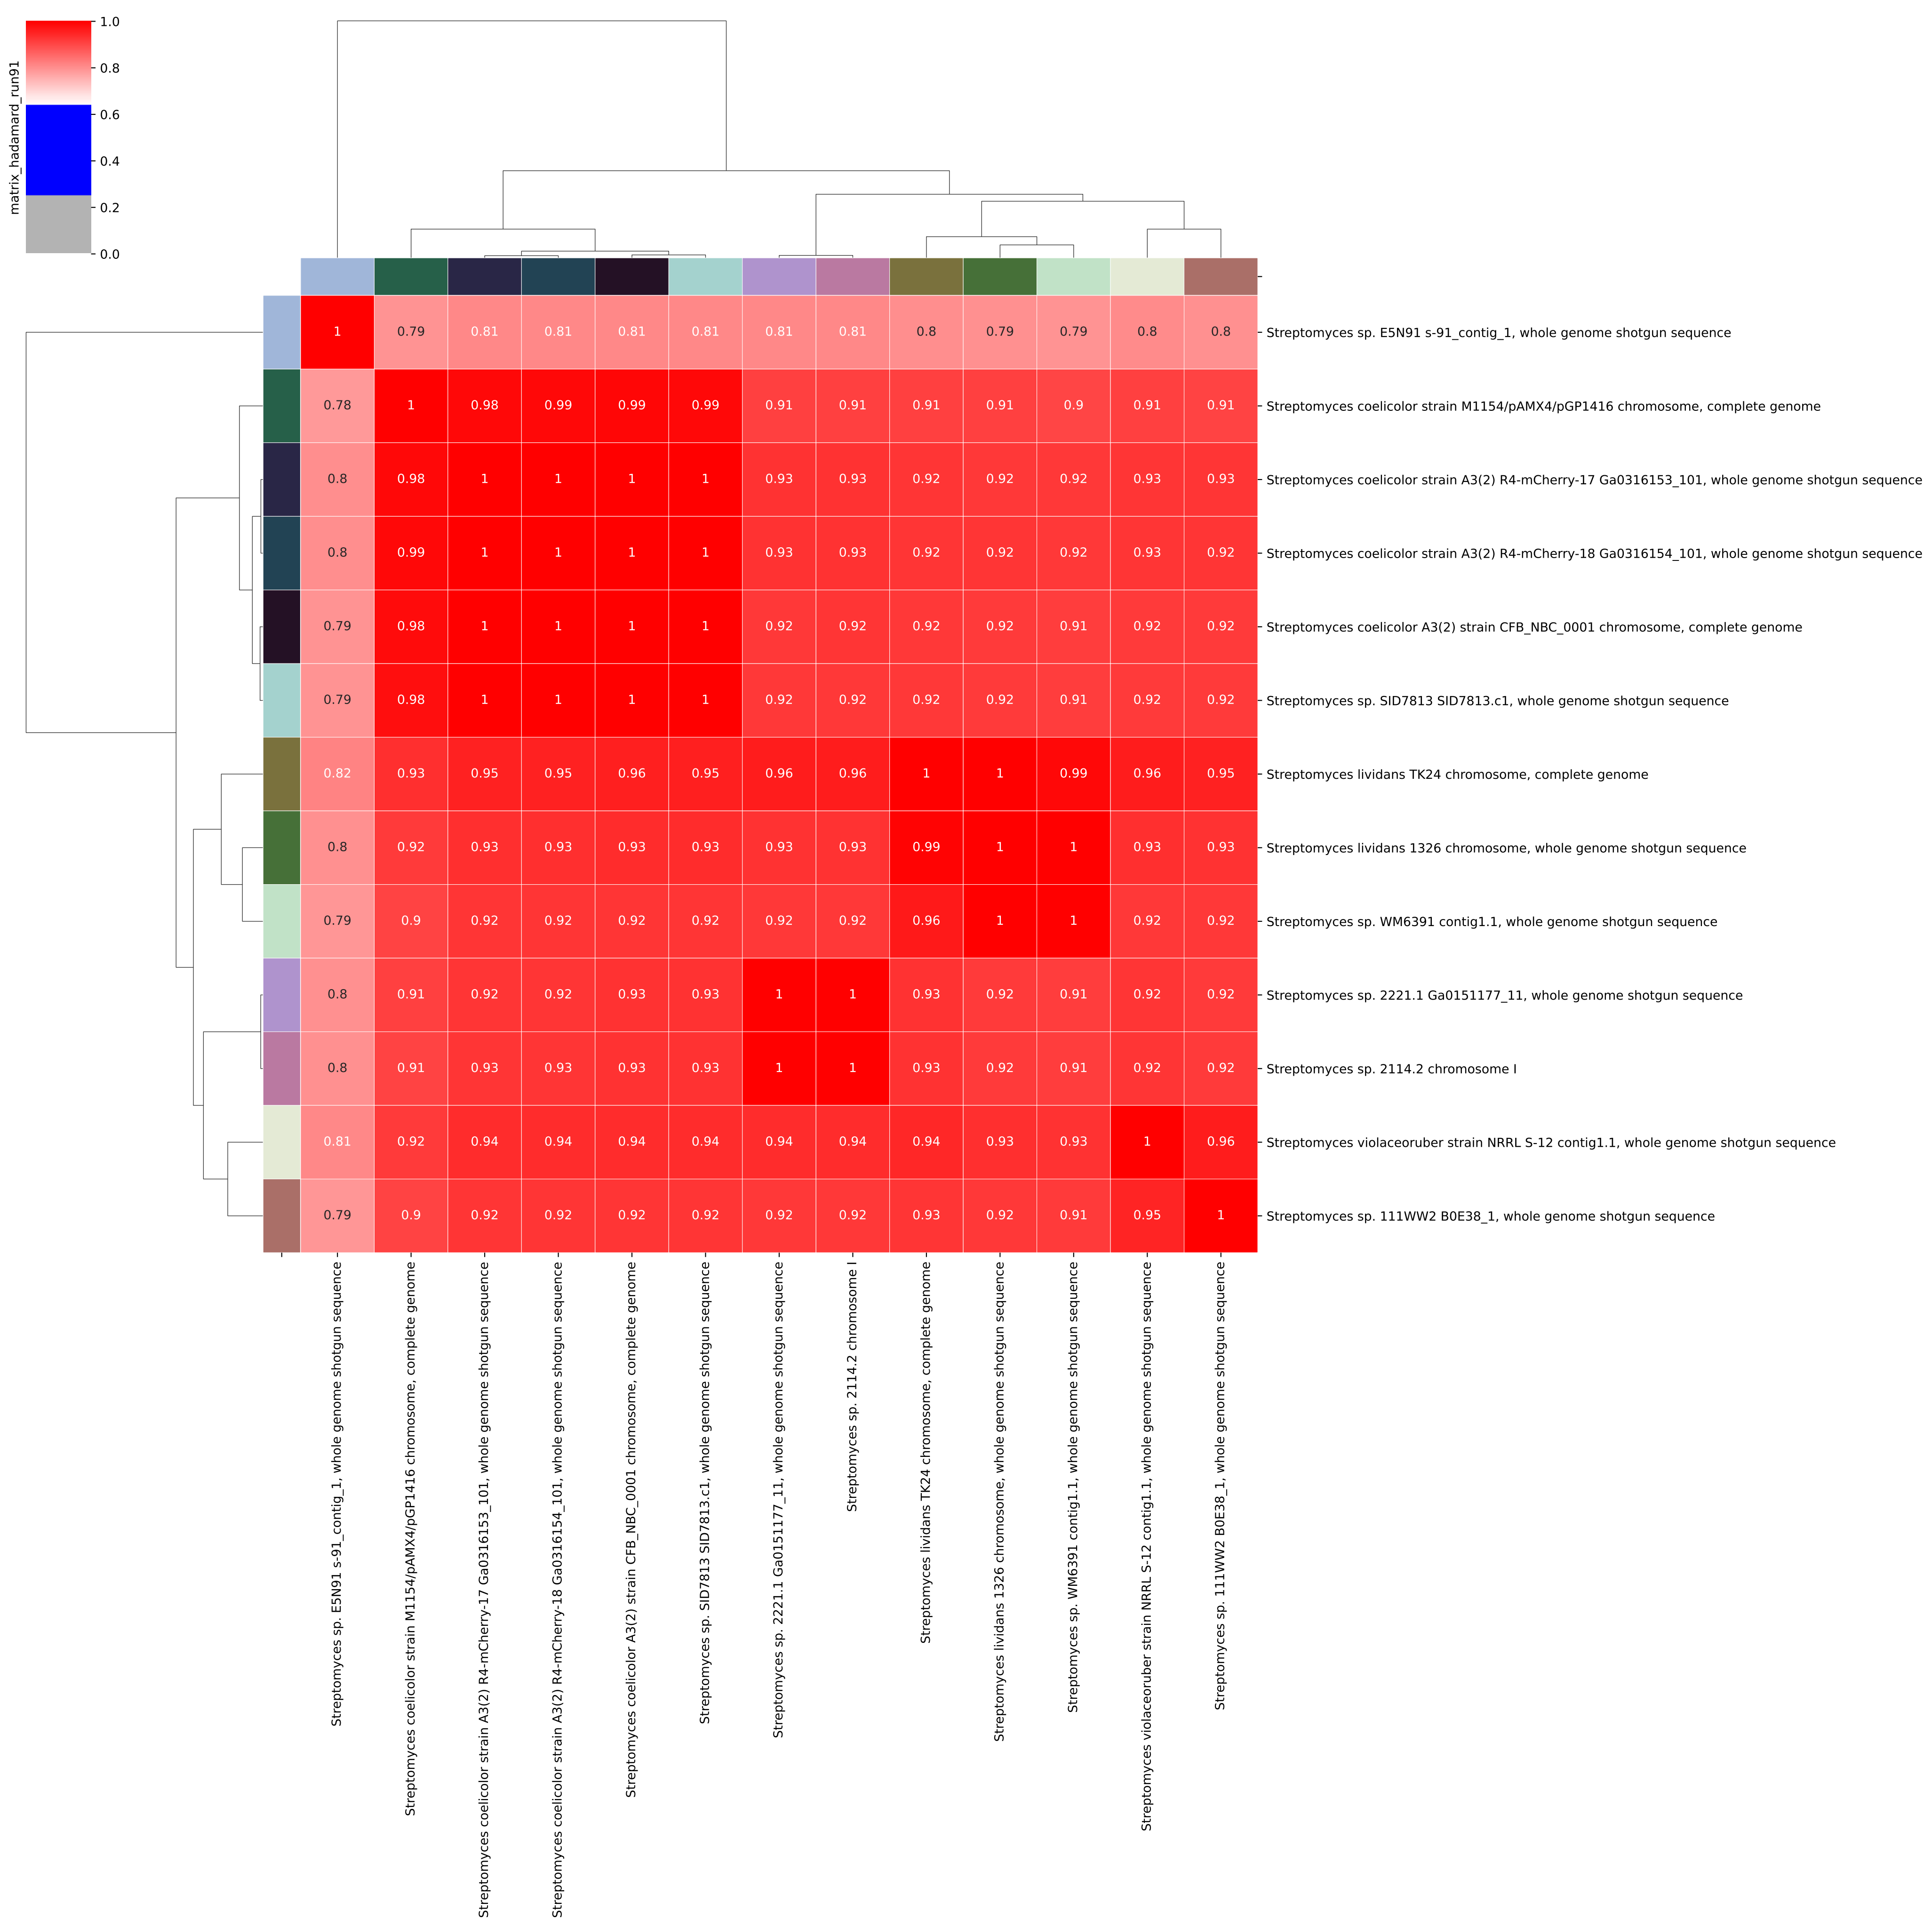 matrix_hadamard_run91
1.0
0.8
0.6
0.4
0.2
0.0
1 0.79 0.81 0.81 0.81 0.81 0.81 0.81 0.8 0.79 0.79 0.8 0.8 Streptomyces sp. E5N91 s-91_contig_1, whole genome shotgun sequence
0.78 1 0.98 0.99 0.99 0.99 0.91 0.91 0.91 0.91 0.9 0.91 0.91 Streptomyces coelicolor strain M1154/pAMX4/pGP1416 chromosome, complete genome
0.8 0.98 1 1 1 1 0.93 0.93 0.92 0.92 0.92 0.93 0.93 Streptomyces coelicolor strain A3(2) R4-mCherry-17 Ga0316153_101, whole genome shotgun sequence
0.8 0.99 1 1 1 1 0.93 0.93 0.92 0.92 0.92 0.93 0.92 Streptomyces coelicolor strain A3(2) R4-mCherry-18 Ga0316154_101, whole genome shotgun sequence
0.79 0.98 1 1 1 1 0.92 0.92 0.92 0.92 0.91 0.92 0.92 Streptomyces coelicolor A3(2) strain CFB_NBC_0001 chromosome, complete genome
0.79 0.98 1 1 1 1 0.92 0.92 0.92 0.92 0.91 0.92 0.92 Streptomyces sp. SID7813 SID7813.c1, whole genome shotgun sequence
0.82 0.93 0.95 0.95 0.96 0.95 0.96 0.96 1 1 0.99 0.96 0.95 Streptomyces lividans TK24 chromosome, complete genome
0.8 0.92 0.93 0.93 0.93 0.93 0.93 0.93 0.99 1 1 0.93 0.93 Streptomyces lividans 1326 chromosome, whole genome shotgun sequence
0.79 0.9 0.92 0.92 0.92 0.92 0.92 0.92 0.96 1 1 0.92 0.92 Streptomyces sp. WM6391 contig1.1, whole genome shotgun sequence
0.8 0.91 0.92 0.92 0.93 0.93 1 1 0.93 0.92 0.91 0.92 0.92 Streptomyces sp. 2221.1 Ga0151177_11, whole genome shotgun sequence
0.8 0.91 0.93 0.93 0.93 0.93 1 1 0.93 0.92 0.91 0.92 0.92 Streptomyces sp. 2114.2 chromosome I
0.81 0.92 0.94 0.94 0.94 0.94 0.94 0.94 0.94 0.93 0.93 1 0.96 Streptomyces violaceoruber strain NRRL S-12 contig1.1, whole genome shotgun sequence
0.79 0.9 0.92 0.92 0.92 0.92 0.92 0.92 0.93 0.92 0.91 0.95 1 Streptomyces sp. 111WW2 B0E38_1, whole genome shotgun sequence
Streptomyces sp. E5N91 s-91_contig_1, whole genome shotgun sequence
Streptomyces coelicolor strain M1154/pAMX4/pGP1416 chromosome, complete genome
Streptomyces coelicolor strain A3(2) R4-mCherry-17 Ga0316153_101, whole genome shotgun sequence
Streptomyces coelicolor strain A3(2) R4-mCherry-18 Ga0316154_101, whole genome shotgun sequence
Streptomyces coelicolor A3(2) strain CFB_NBC_0001 chromosome, complete genome
Streptomyces sp. SID7813 SID7813.c1, whole genome shotgun sequence
Streptomyces sp. 2221.1 Ga0151177_11, whole genome shotgun sequence
Streptomyces sp. 2114.2 chromosome I
Streptomyces lividans TK24 chromosome, complete genome
Streptomyces lividans 1326 chromosome, whole genome shotgun sequence
Streptomyces sp. WM6391 contig1.1, whole genome shotgun sequence
Streptomyces violaceoruber strain NRRL S-12 contig1.1, whole genome shotgun sequence
Streptomyces sp. 111WW2 B0E38_1, whole genome shotgun sequence